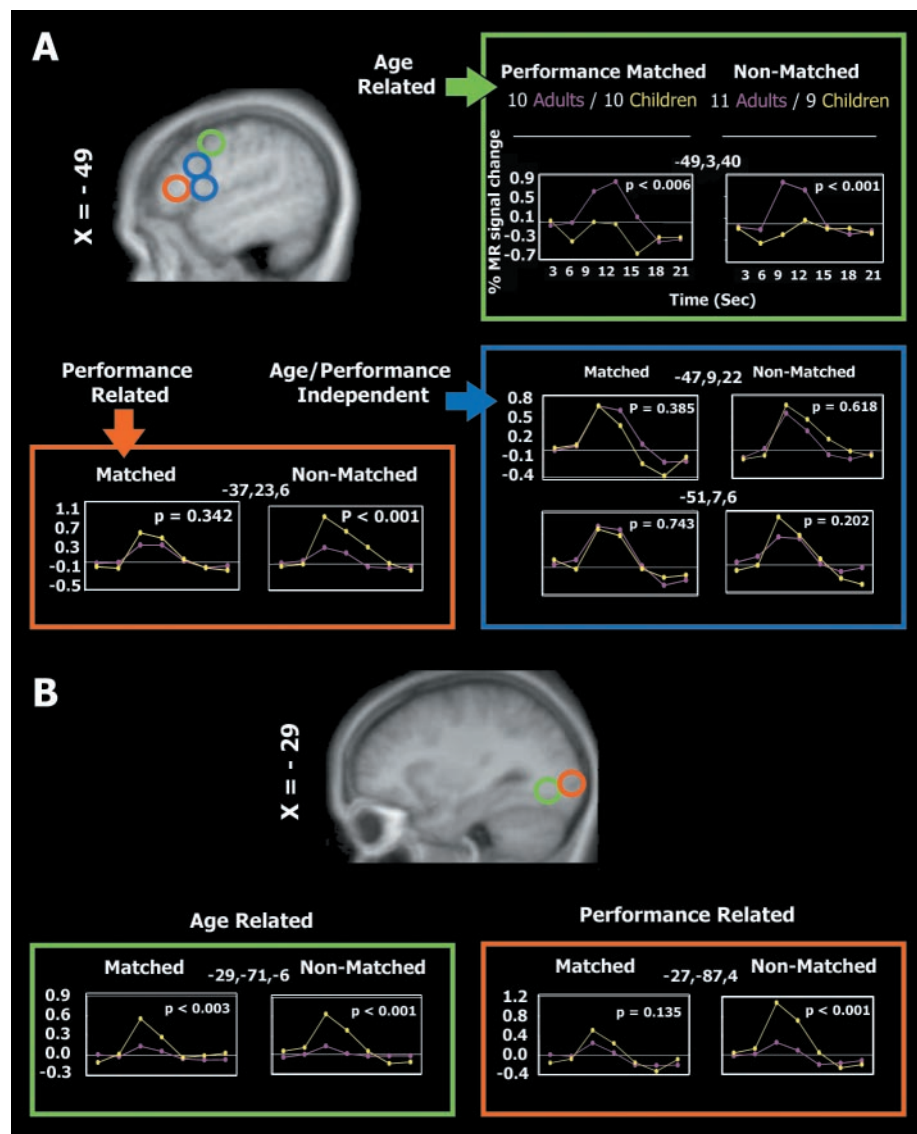 A
Age
Related
Performance Matched
Non-Matched
10 Adults / 10 Children
11 Adults / 9 Children
X = - 49
-49,3,40
% MR signal change
0.9
0.5
0.1
-0.3
-0.7
p < 0.006
p < 0.001
3 6 9 12 15 18 21
3 6 9 12 15 18 21
Time (Sec)
Performance
Related
Age/Performance
Independent
Matched
-47,9,22
Non-Matched
0.8
0.5
0.2
-0.1
-0.4
P = 0.385
p = 0.618
-51,7,6
p = 0.743
p = 0.202
Matched
Non-Matched
-37,23,6
1.1
0.7
0.3
-0.1
-0.5
p = 0.342
P < 0.001
B
X = - 29
Age Related
Matched
-29,-71,-6
Non-Matched
0.9
0.6
0.3
0.0
-0.3
p < 0.003
p < 0.001
Performance Related
Matched
-27,-87,4
Non-Matched
1.2
0.8
0.4
0.0
-0.4
p = 0.135
p < 0.001